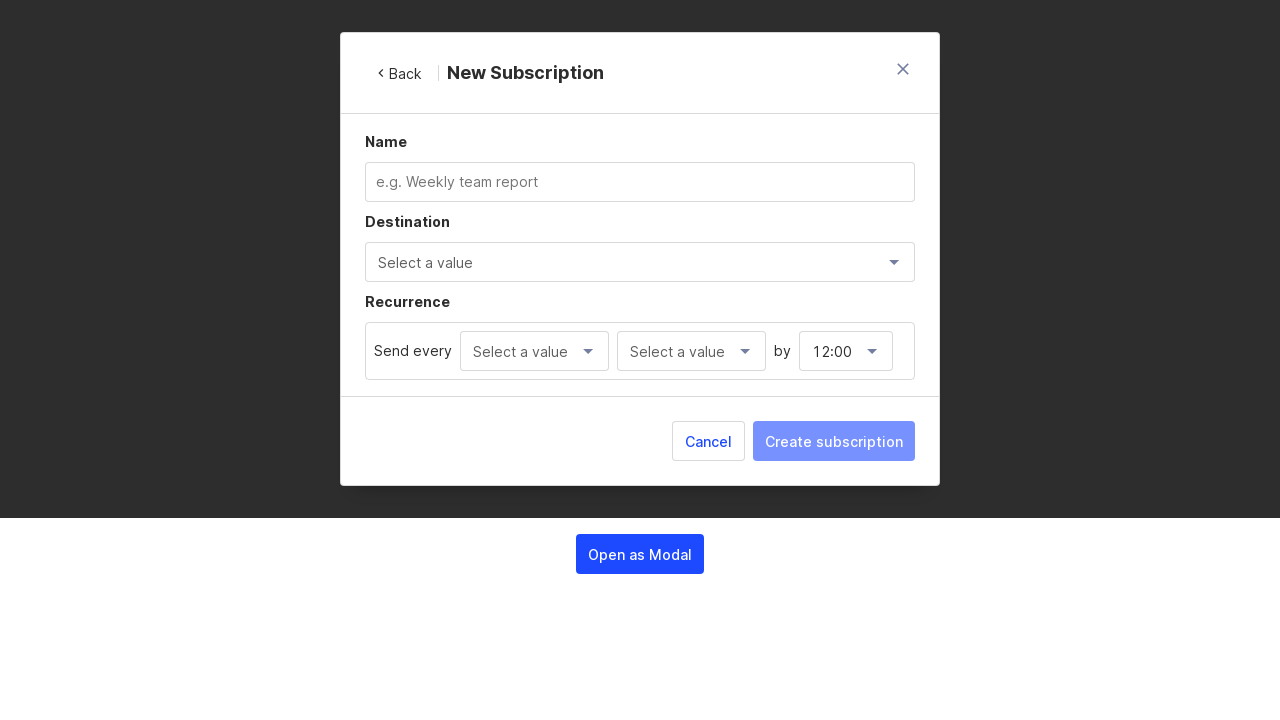 Back
New Subscription
Name
e.g. Weekly team report
Destination
Select a value
Recurrence
Send every Select a value Select a value by 12:00
Cancel Create subscription
Open as Modal